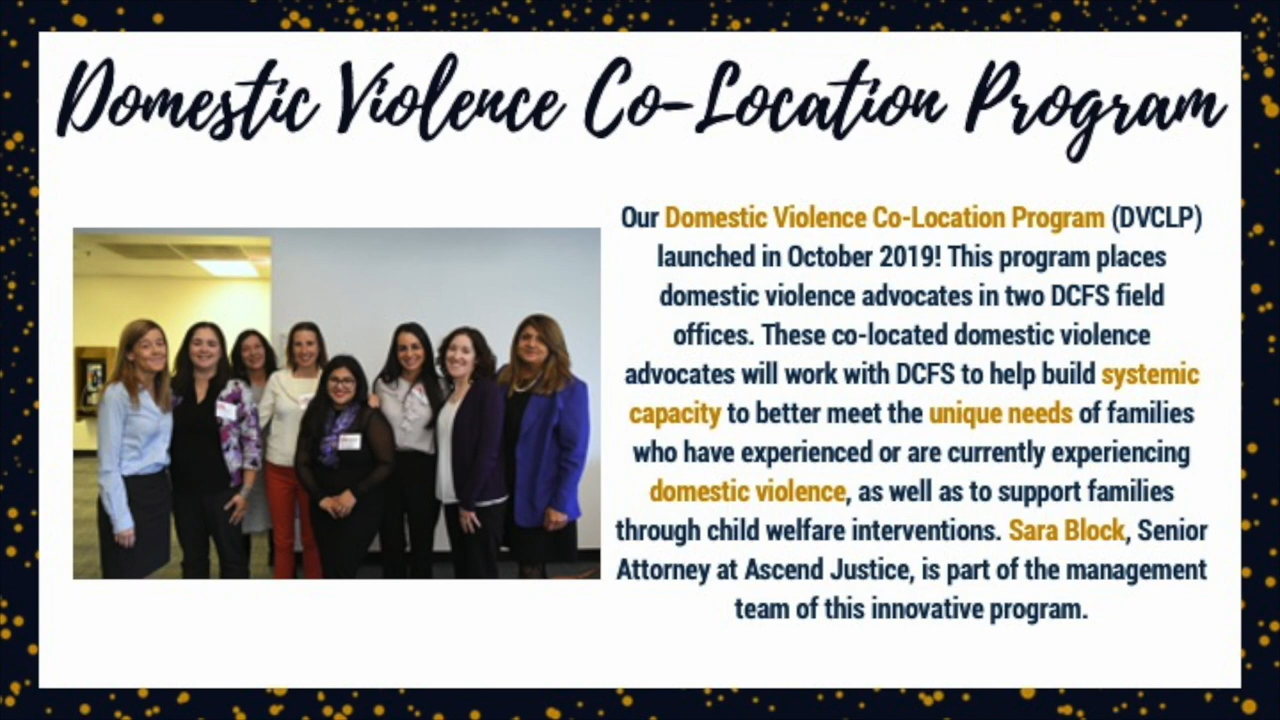 Domestic Violence Co-Location Program
Our Domestic Violence Co-Location Program (DVCLP)
launched in October 2019! This program places
domestic violence advocates in two DCFS field
offices. These co-located domestic violence
advocates will work with DCFS to help build systemic
capacity to better meet the unique needs of families
who have experienced or are currently experiencing
domestic violence, as well as to support families
through child welfare interventions. Sara Block, Senior
Attorney at Ascend Justice, is part of the management
team of this innovative program.